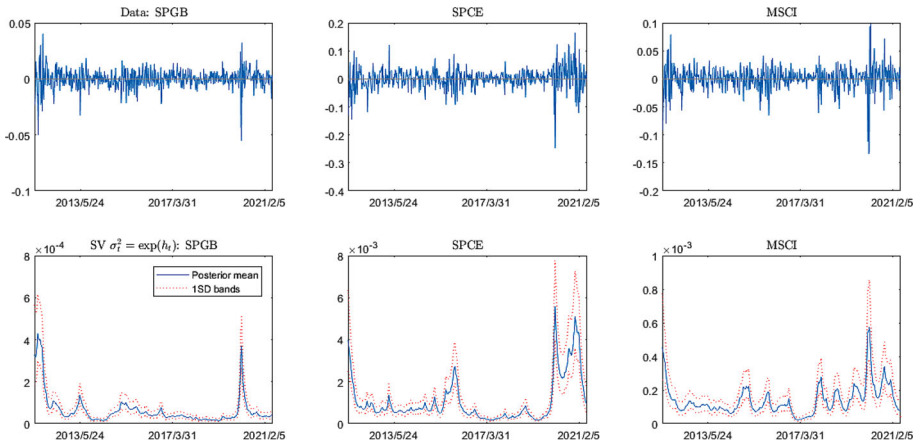 Data: SPGB
SPCE
MSCI
0.05
0
-0.05
-0.1
0.2
0.1
0
-0.1
-0.2
-0.3
-0.4
0.1
0.05
0
-0.05
-0.1
-0.15
-0.2
2013/5/24 2017/3/31 2021/2/5
2013/5/24 2017/3/31 2021/2/5
2013/5/24 2017/3/31 2021/2/5
×10⁻⁴ SV σₜ² = exp(hₜ): SPGB
×10⁻³ SPCE
×10⁻³ MSCI
8
6
4
2
0
Posterior mean
1SD bands
8
6
4
2
0
1
0.8
0.6
0.4
0.2
0
2013/5/24 2017/3/31 2021/2/5
2013/5/24 2017/3/31 2021/2/5
2013/5/24 2017/3/31 2021/2/5